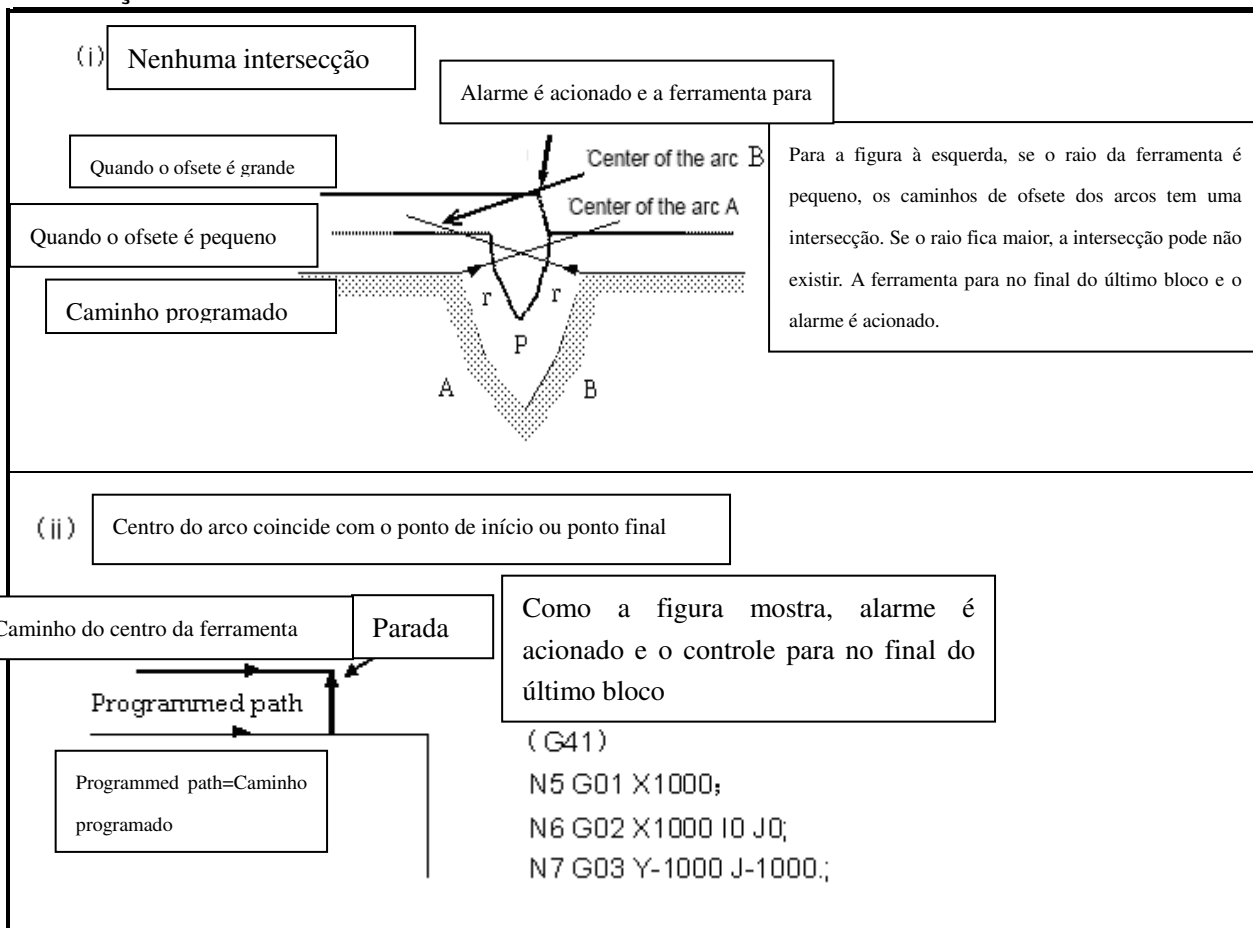 (i) Nenhuma intersecção
Alarme é acionado e a ferramenta para
Quando o ofsete é grande
Center of the arc B
Quando o ofsete é pequeno
Center of the arc A
Caminho programado
r r
P
A B
Para a figura à esquerda, se o raio da ferramenta é
pequeno, os caminhos de ofsete dos arcos tem uma
intersecção. Se o raio fica maior, a intersecção pode não
existir. A ferramenta para no final do último bloco e o
alarme é acionado.
(ii) Centro do arco coincide com o ponto de início ou ponto final
Caminho do centro da ferramenta
Parada
Programmed path
Programmed path=Caminho
programado
Como a figura mostra, alarme é
acionado e o controle para no final do
último bloco
(G41)
N5 G01 X1000;
N6 G02 X1000 I0 J0;
N7 G03 Y-1000 J-1000.;